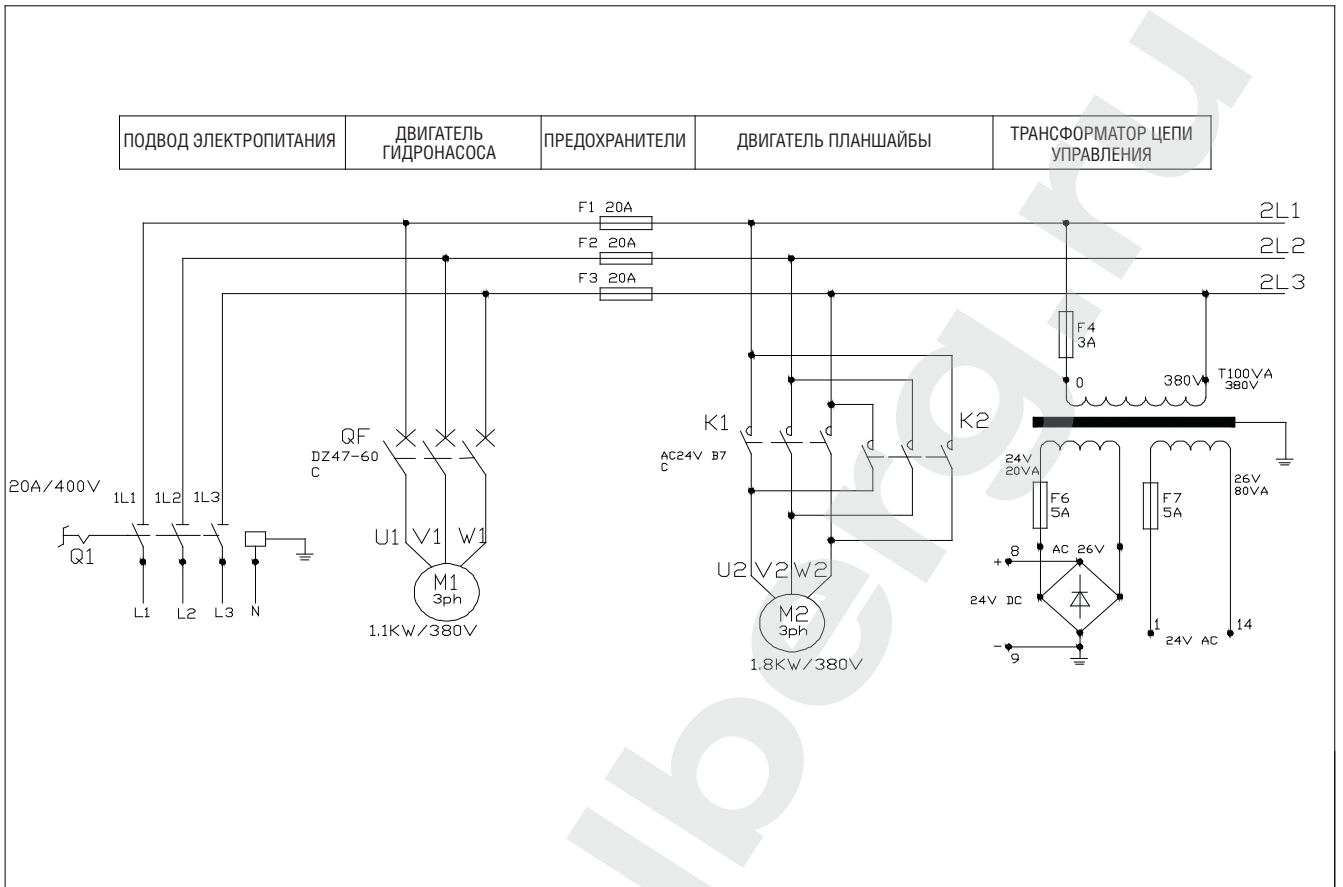 ПОДВОД ЭЛЕКТРОПИТАНИЯ
ДВИГАТЕЛЬ
ГИДРОНАСОСА
ПРЕДОХРАНИТЕЛИ
ДВИГАТЕЛЬ ПЛАНШАЙБЫ
ТРАНСФОРМАТОР ЦЕПИ
УПРАВЛЕНИЯ
F1 20A
2L1
F2 20A
2L2
F3 20A
2L3
F4
3A
0
380V
T100VA
380V
K1
K2
AC24V B7
C
QF
DZ47-60
C
24V
20VA
26V
80VA
F6
5A
F7
5A
20A/400V
1L1
1L2
1L3
Q1
L1
L2
L3
N
U1
V1
W1
M1
3ph
1.1KW/380V
U2
V2
W2
M2
3ph
1.8KW/380V
+
8
AC 26V
24V DC
-
9
1
14
24V AC
lberg.ru